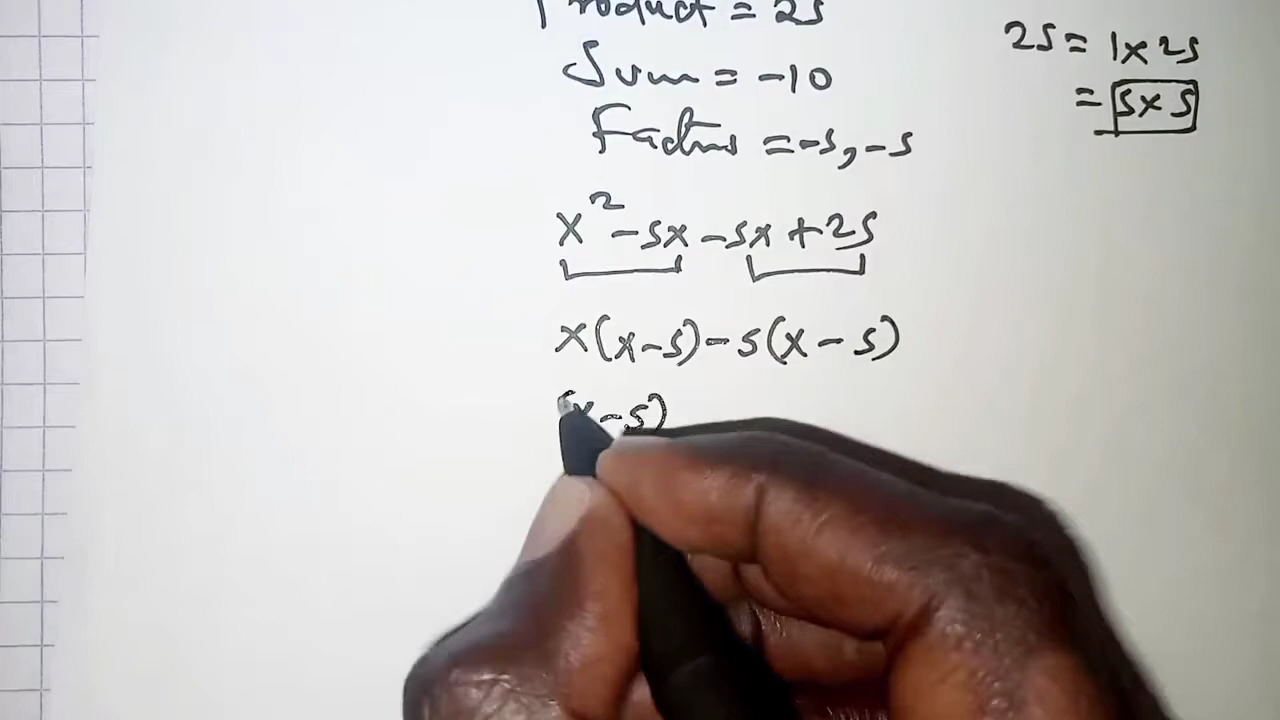 Product = 25
Sum = -10
Factors = -5, -5
25 = 1 x 25
= 5 x 5
x² - 5x - 5x + 25
x(x-5) - 5(x-5)
(x-5)